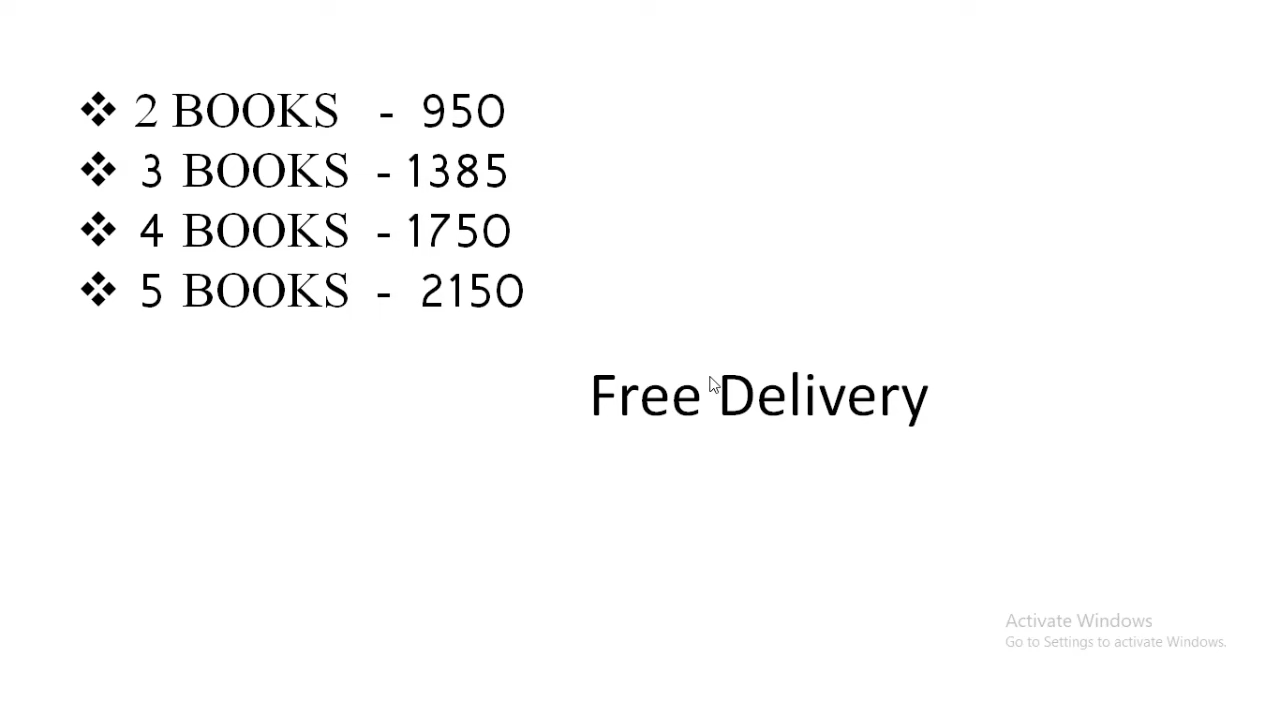 ❖ 2 BOOKS - 950
❖ 3 BOOKS - 1385
❖ 4 BOOKS - 1750
❖ 5 BOOKS - 2150
Free Delivery
Activate Windows
Go to Settings to activate Windows.